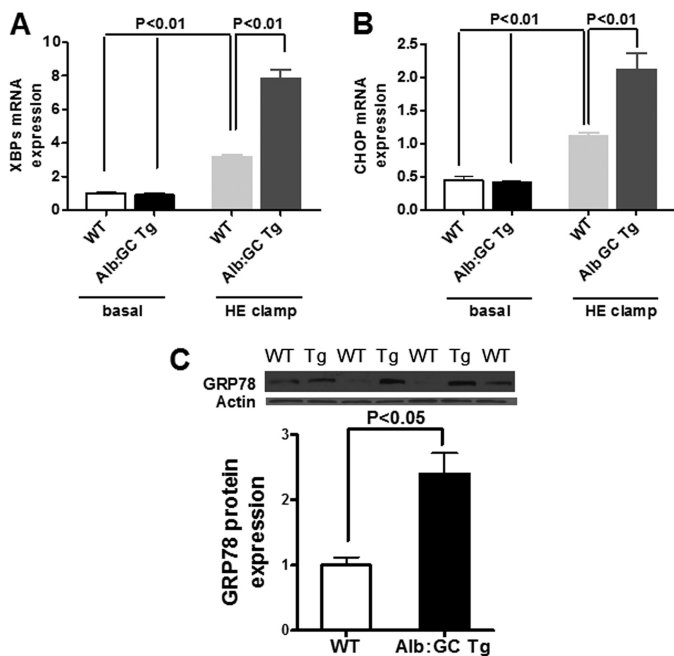 A
P<0.01
P<0.01
XBPs mRNA
expression
10
8
6
4
2
0
WT
Alb:GC Tg
WT
Alb:GC Tg
basal
HE clamp
B
P<0.01
P<0.01
CHOP mRNA
expression
2.5
2.0
1.5
1.0
0.5
0.0
WT
Alb:GC Tg
WT
Alb GC Tg
basal
HE clamp
C
WT Tg WT Tg WT Tg WT
GRP78
Actin
P<0.05
GRP78 protein
expression
3
2
1
0
WT
Alb:GC Tg